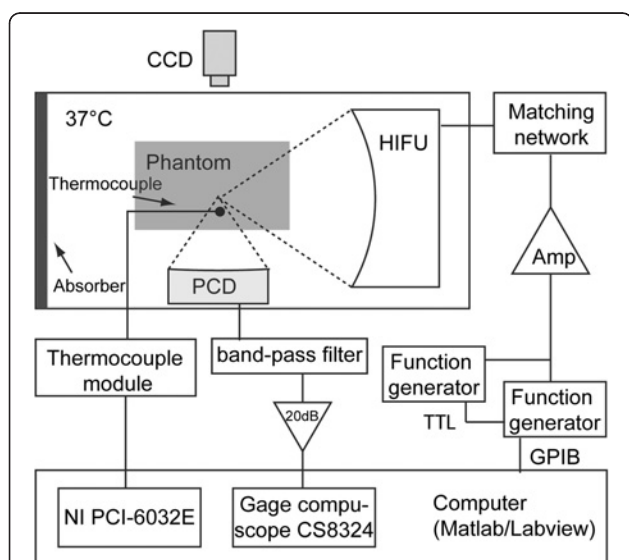 CCD
37°C
HIFU
Matching
network
Phantom
Thermocouple
Absorber
PCD
Amp
Thermocouple
module
band-pass filter
Function
generator
Function
generator
20dB
TTL
GPIB
NI PCI-6032E
Gage compu-
scope CS8324
Computer
(Matlab/Labview)